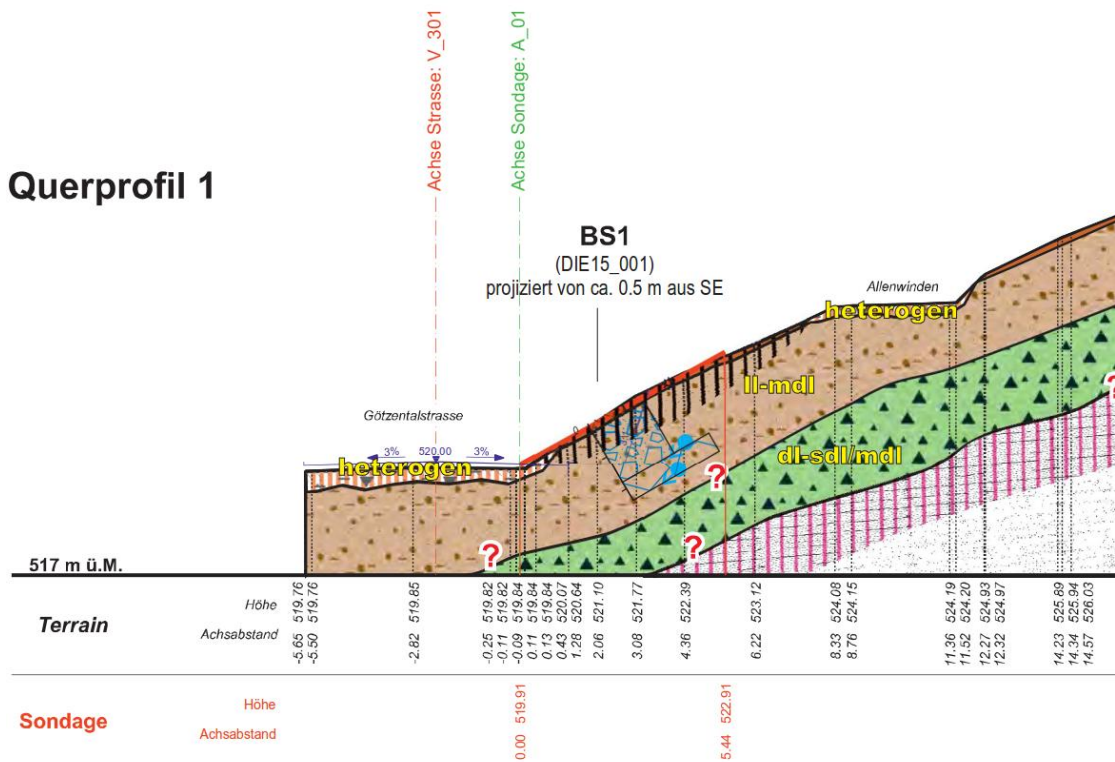 Achse Strasse: V_301
Achse Sondage: A_01
Querprofil 1
BS1
(DIE15_001)
projiziert von ca. 0.5 m aus SE
Allenwinden
heterogen
ll-mdl
Götzentalstrasse
3% 520.00 3%
heterogen
dl-sdl/mdl
?
?
?
?
517 m ü.M.
Terrain
Höhe
519.76 519.76 519.85 519.82 519.82 519.84 519.84 519.84 520.07 520.64 521.10 521.77 522.39 523.12 524.08 524.15 524.19 524.20 524.93 524.97 525.89 525.94 526.03
Achsabstand
-5.65 -5.50 -2.82 -0.25 -0.11 -0.09 0.11 0.13 0.43 1.28 2.06 3.08 4.36 6.22 8.33 8.76 11.36 11.52 12.27 12.32 14.23 14.34 14.57
Sondage
Höhe
519.91 522.91
Achsabstand
0.00 5.44